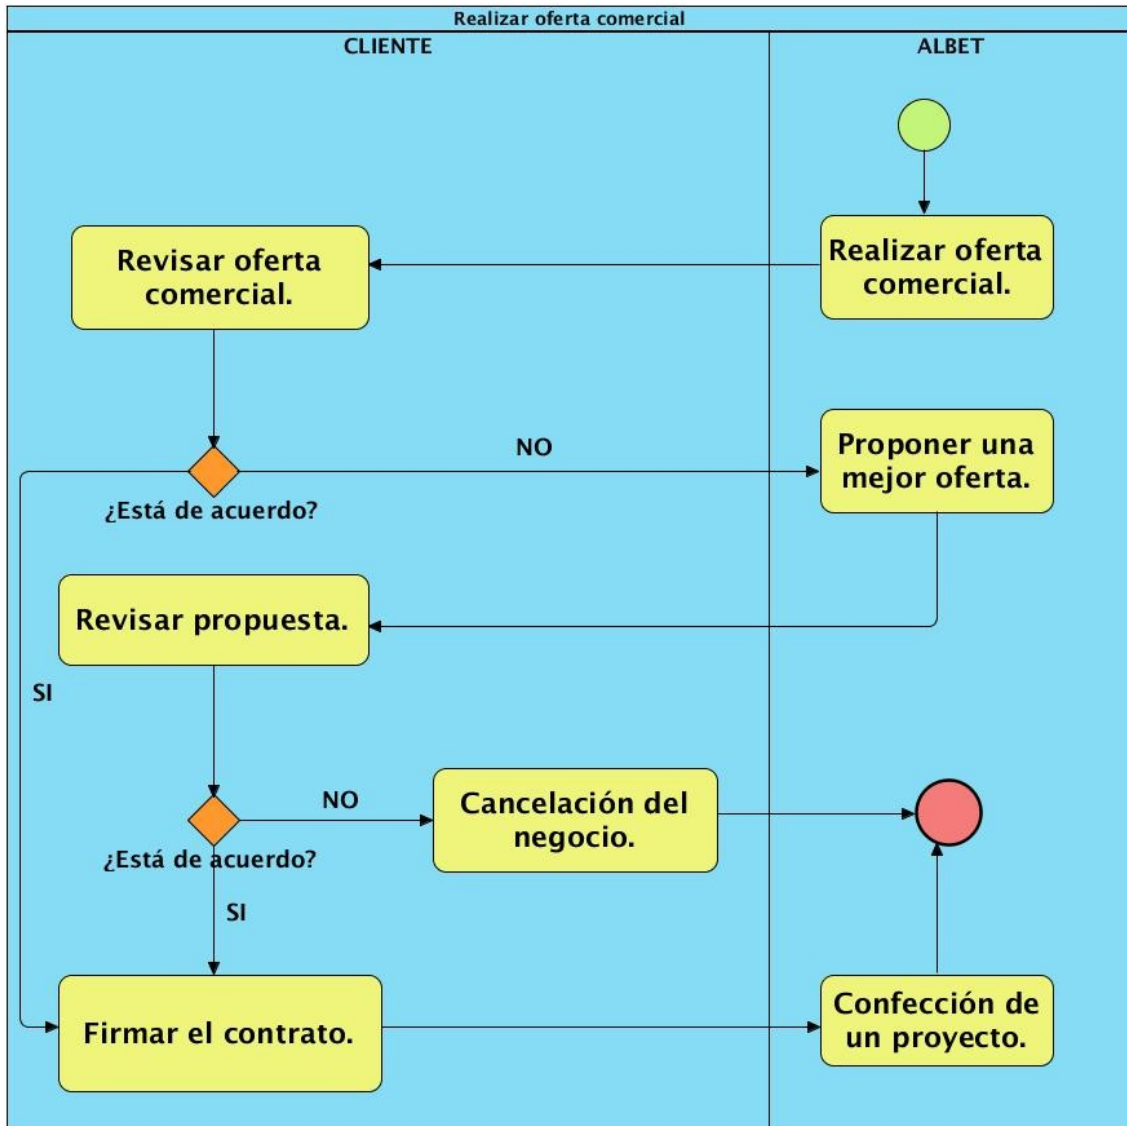 Realizar oferta comercial
CLIENTE
ALBET
Realizar oferta
comercial.
Revisar oferta
comercial.
¿Está de acuerdo?
NO
SI
Proponer una
mejor oferta.
Revisar propuesta.
¿Está de acuerdo?
NO
SI
Cancelación del
negocio.
Firmar el contrato.
Confección de
un proyecto.